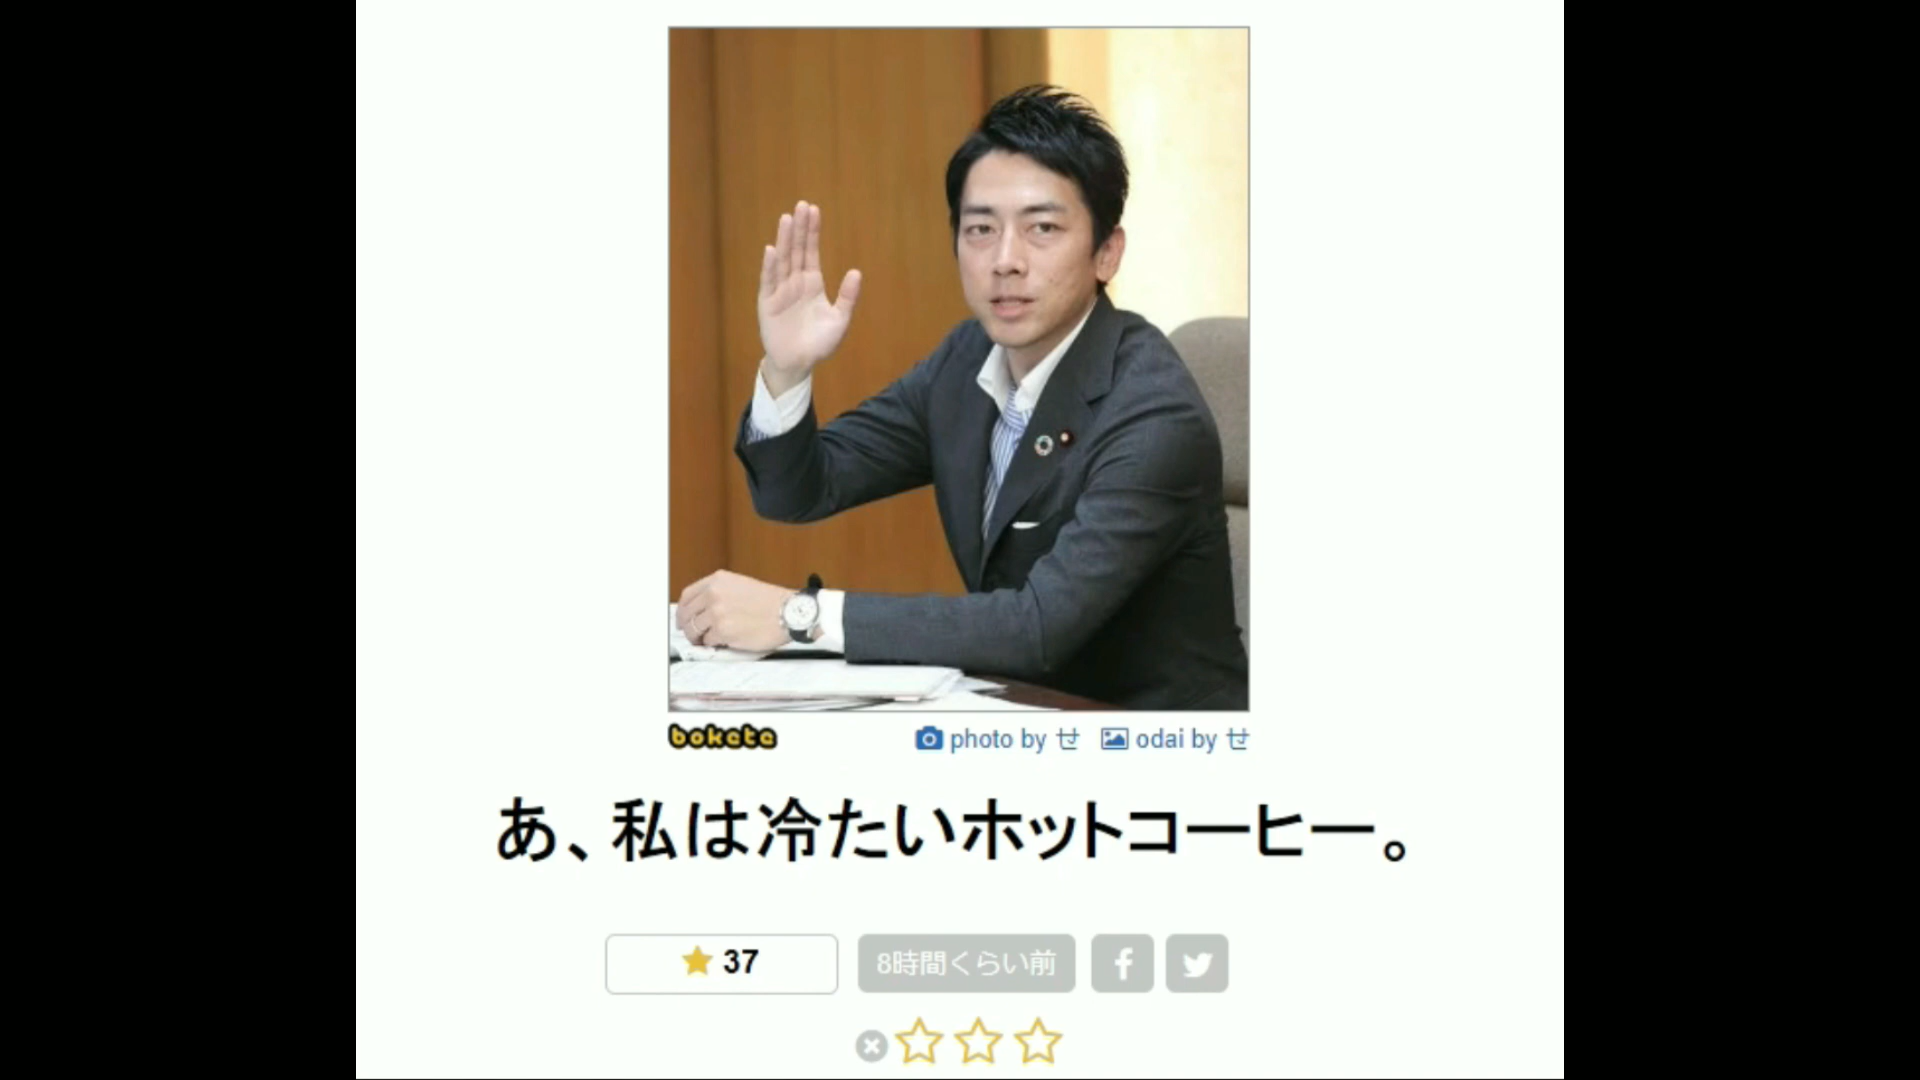 bokete
photo by せ odai by せ
あ、私は冷たいホットコーヒー。
37 8時間くらい前